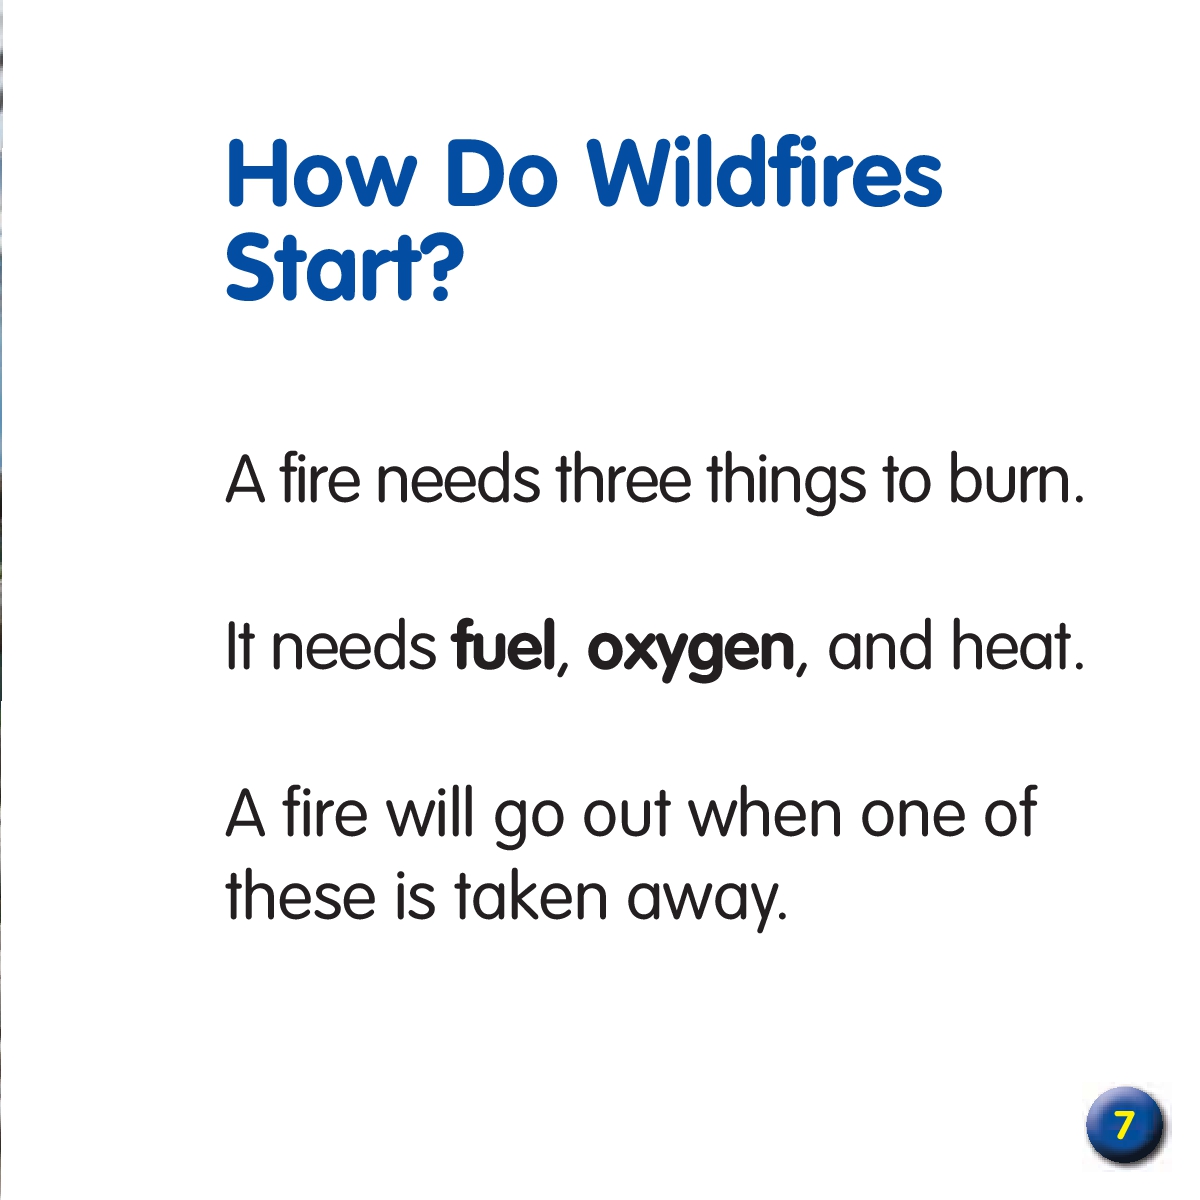 How Do Wildfires
Start?
A fire needs three things to burn.
It needs fuel, oxygen, and heat.
A fire will go out when one of
these is taken away.
7